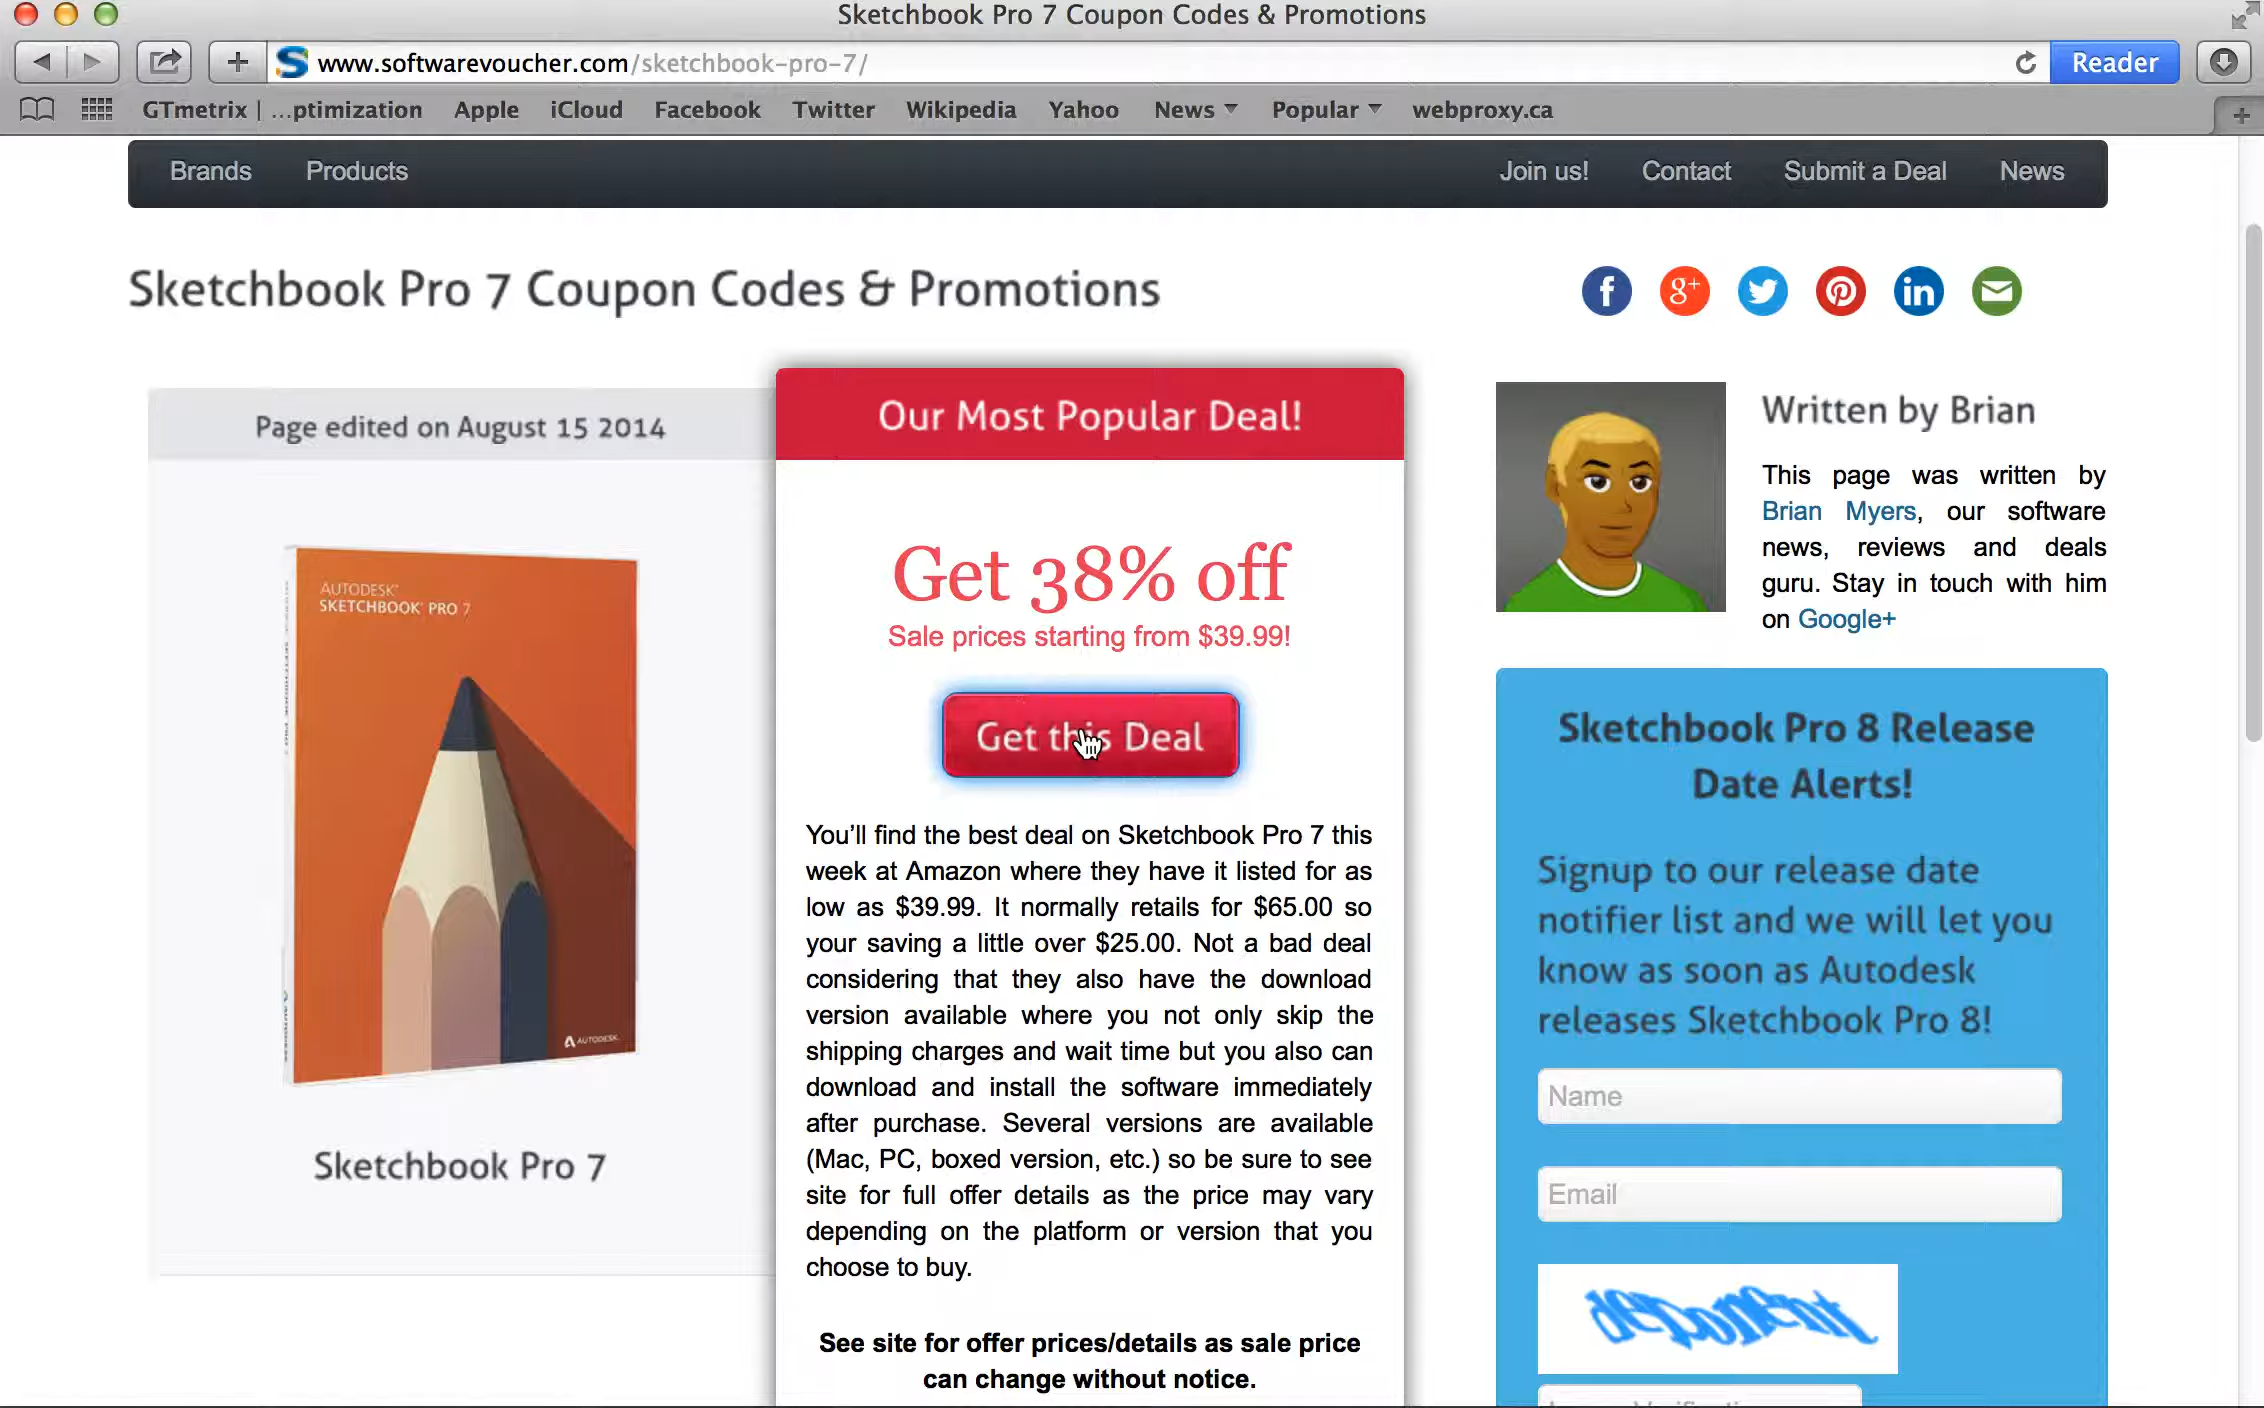 Sketchbook Pro 7 Coupon Codes & Promotions
www.softwarevoucher.com/sketchbook-pro-7/
Reader
GTmetrix | ...ptimization Apple iCloud Facebook Twitter Wikipedia Yahoo News Popular webproxy.ca
Brands Products Join us! Contact Submit a Deal News
Sketchbook Pro 7 Coupon Codes & Promotions
Page edited on August 15 2014
AUTODESK
SKETCHBOOK PRO 7
AUTODESK
Sketchbook Pro 7
Our Most Popular Deal!
Get 38% off
Sale prices starting from $39.99!
Get this Deal
You'll find the best deal on Sketchbook Pro 7 this
week at Amazon where they have it listed for as
low as $39.99. It normally retails for $65.00 so
your saving a little over $25.00. Not a bad deal
considering that they also have the download
version available where you not only skip the
shipping charges and wait time but you also can
download and install the software immediately
after purchase. Several versions are available
(Mac, PC, boxed version, etc.) so be sure to see
site for full offer details as the price may vary
depending on the platform or version that you
choose to buy.
See site for offer prices/details as sale price
can change without notice.
Written by Brian
This page was written by
Brian Myers, our software
news, reviews and deals
guru. Stay in touch with him
on Google+
Sketchbook Pro 8 Release
Date Alerts!
Signup to our release date
notifier list and we will let you
know as soon as Autodesk
releases Sketchbook Pro 8!
Name
Email